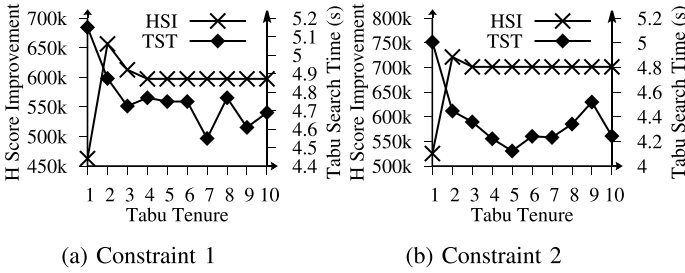 H Score Improvement
700k
650k
600k
550k
500k
450k
HSI
TST
5.2
5.1
5
4.9
4.8
4.7
4.6
4.5
4.4
Tabu Search Time (s)
1 2 3 4 5 6 7 8 9 10
Tabu Tenure
(a) Constraint 1
H Score Improvement
800k
750k
700k
650k
600k
550k
500k
HSI
TST
5.2
5
4.8
4.6
4.4
4.2
4
Tabu Search Time (s)
1 2 3 4 5 6 7 8 9 10
Tabu Tenure
(b) Constraint 2